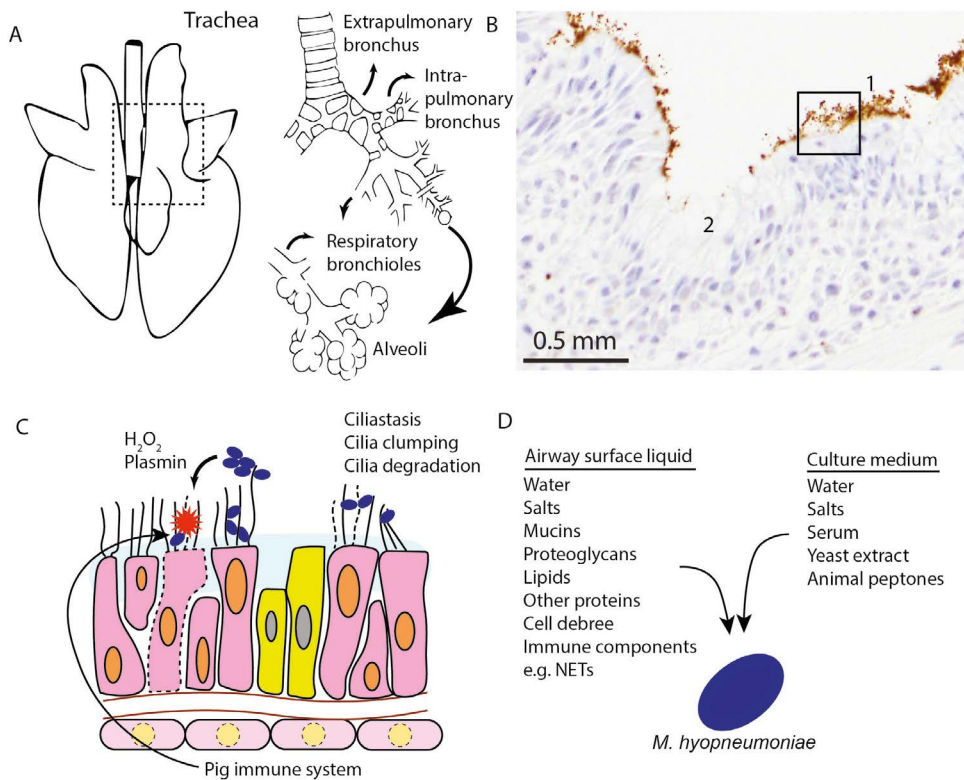 A
Trachea
Extrapulmonary
bronchus
Intra-
pulmonary
bronchus
Respiratory
bronchioles
Alveoli
B
1
2
0.5 mm
C
H₂O₂
Plasmin
Ciliastasis
Cilia clumping
Cilia degradation
Pig immune system
D
Airway surface liquid
Water
Salts
Mucins
Proteoglycans
Lipids
Other proteins
Cell debree
Immune components
e.g. NETs
Culture medium
Water
Salts
Serum
Yeast extract
Animal peptones
M. hyopneumoniae